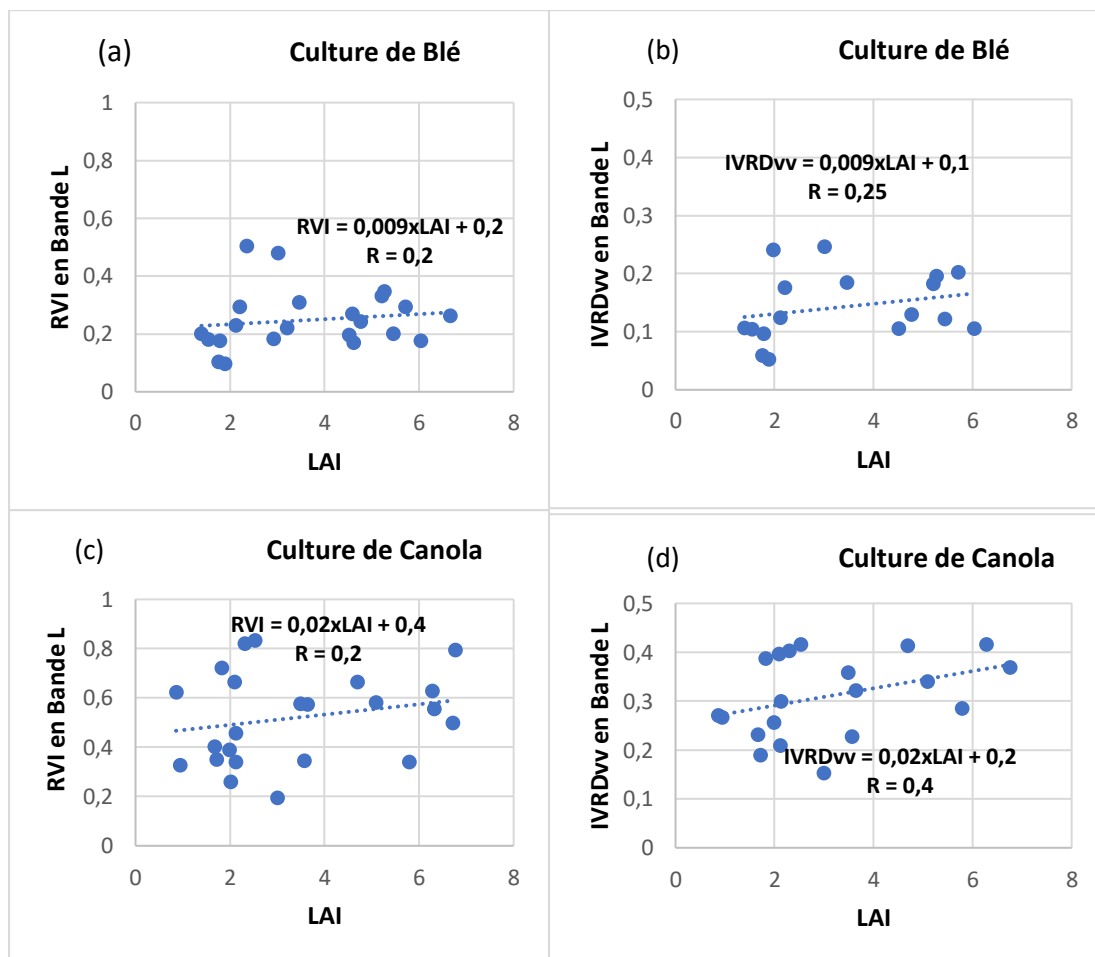 (a) Culture de Blé
RVI en Bande L
1
0,8
0,6
0,4
0,2
0
RVI = 0,009xLAI + 0,2
R = 0,2
0 2 4 6 8
LAI
(b) Culture de Blé
IVRDvv en Bande L
0,5
0,4
0,3
0,2
0,1
0
IVRDvv = 0,009xLAI + 0,1
R = 0,25
0 2 4 6 8
LAI
(c) Culture de Canola
RVI en Bande L
1
0,8
0,6
0,4
0,2
0
RVI = 0,02xLAI + 0,4
R = 0,2
0 2 4 6 8
LAI
(d) Culture de Canola
IVRDvv en Bande L
0,5
0,4
0,3
0,2
0,1
0
IVRDvv = 0,02xLAI + 0,2
R = 0,4
0 2 4 6 8
LAI